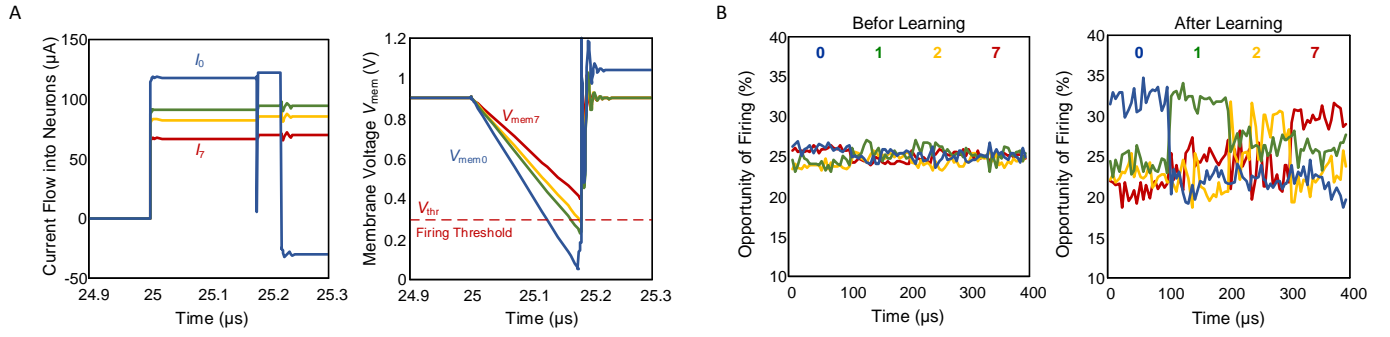 A
Current Flow into Neurons (µA)
150
100
50
0
-50
I0
I7
24.9
25
25.1
25.2
25.3
Time (µs)
Membrane Voltage Vmem (V)
1.2
1
0.8
0.6
0.4
0.2
0
Vmem7
Vmem0
Vthr
Firing Threshold
24.9
25
25.1
25.2
25.3
Time (µs)
B
Befor Learning
Opportunity of Firing (%)
40
35
30
25
20
15
10
0 1 2 7
0
100
200
300
400
Time (µs)
After Learning
Opportunity of Firing (%)
40
35
30
25
20
15
10
0 1 2 7
0
100
200
300
400
Time (µs)